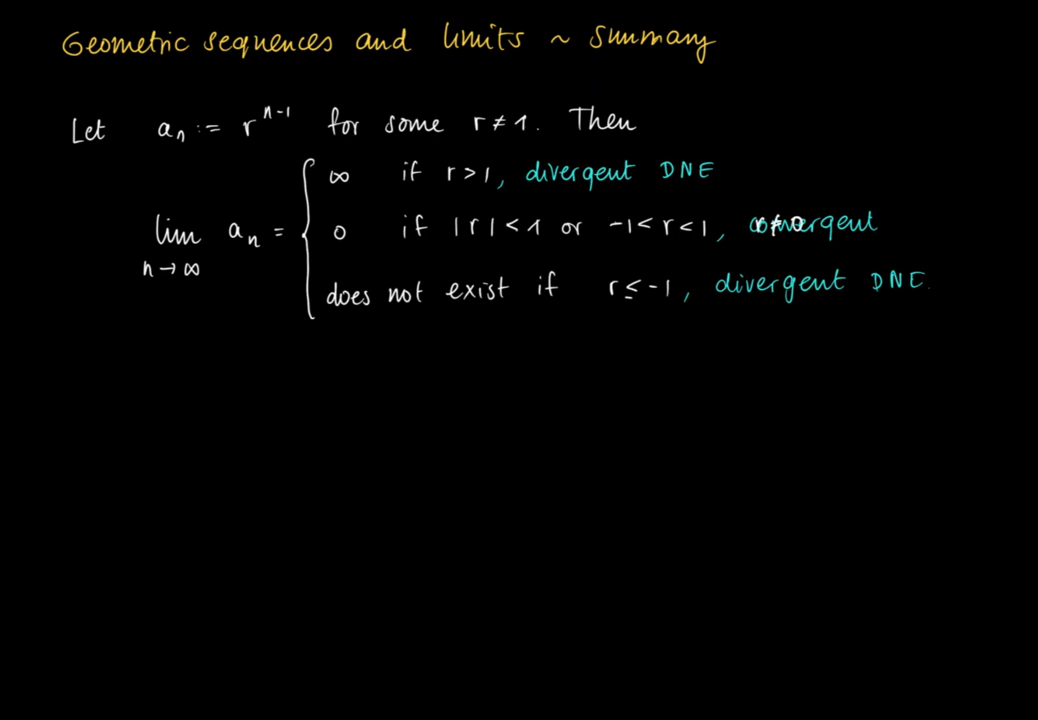 Geometric sequences and limits ~ summary
Let aₙ := rⁿ⁻¹ for some r ≠ 1. Then
∞ if r > 1, divergent DNE
lim aₙ = { 0 if |r| < 1 or -1 < r < 1, convergent r ≠ 0
n → ∞
does not exist if r ≤ -1, divergent DNE.